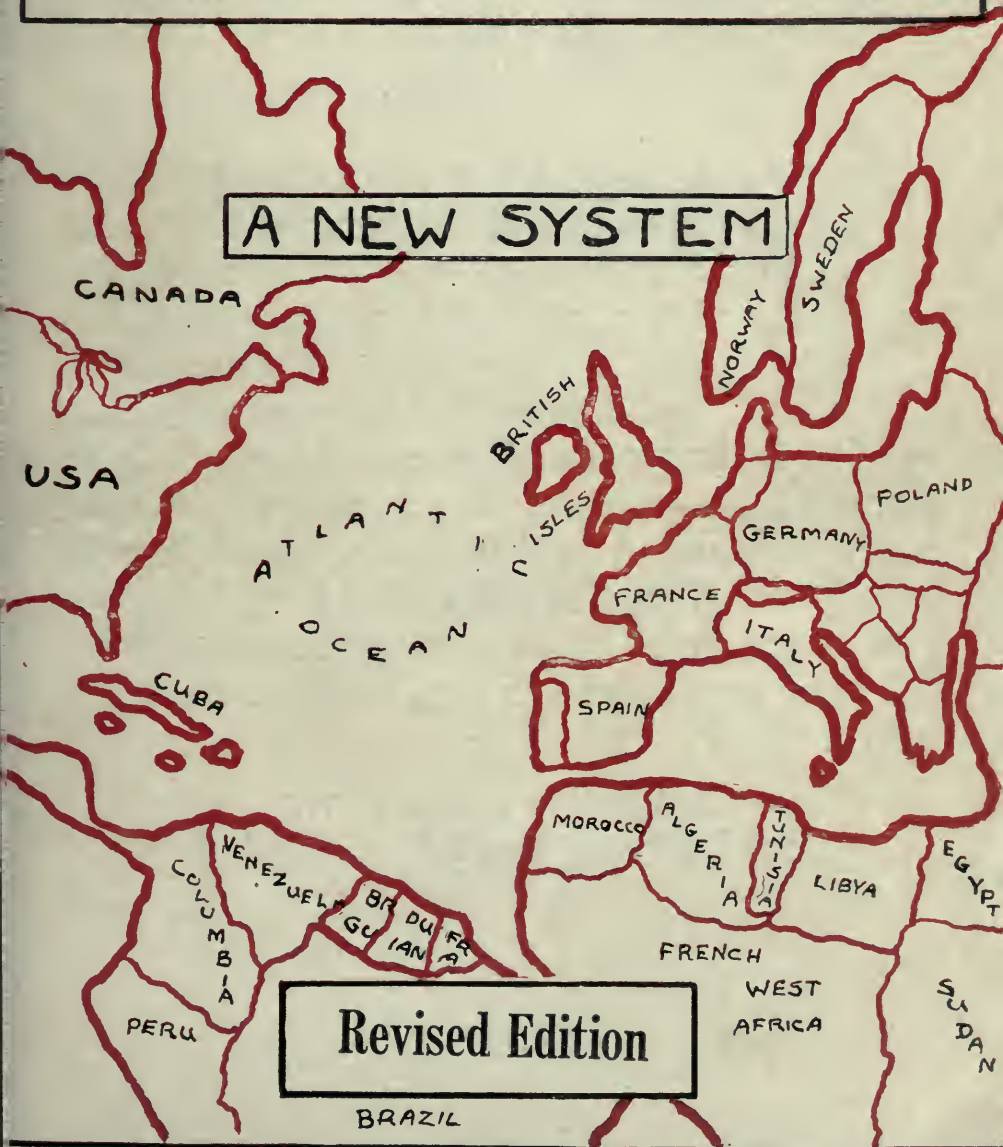 A NEW SYSTEM
CANADA
SWEDEN
NORWAY
BRITISH
ISLES
USA
POLAND
GERMANY
ATLANTIC
OCEAN
FRANCE
ITALY
CUBA
SPAIN
MOROCCO
ALGERIA
TUNISIA
LIBYA
EGYPT
VENEZUELA
COLUMBIA
BR DU FR
GU IAN A
FRENCH
WEST
AFRICA
SUDAN
PERU
Revised Edition
BRAZIL